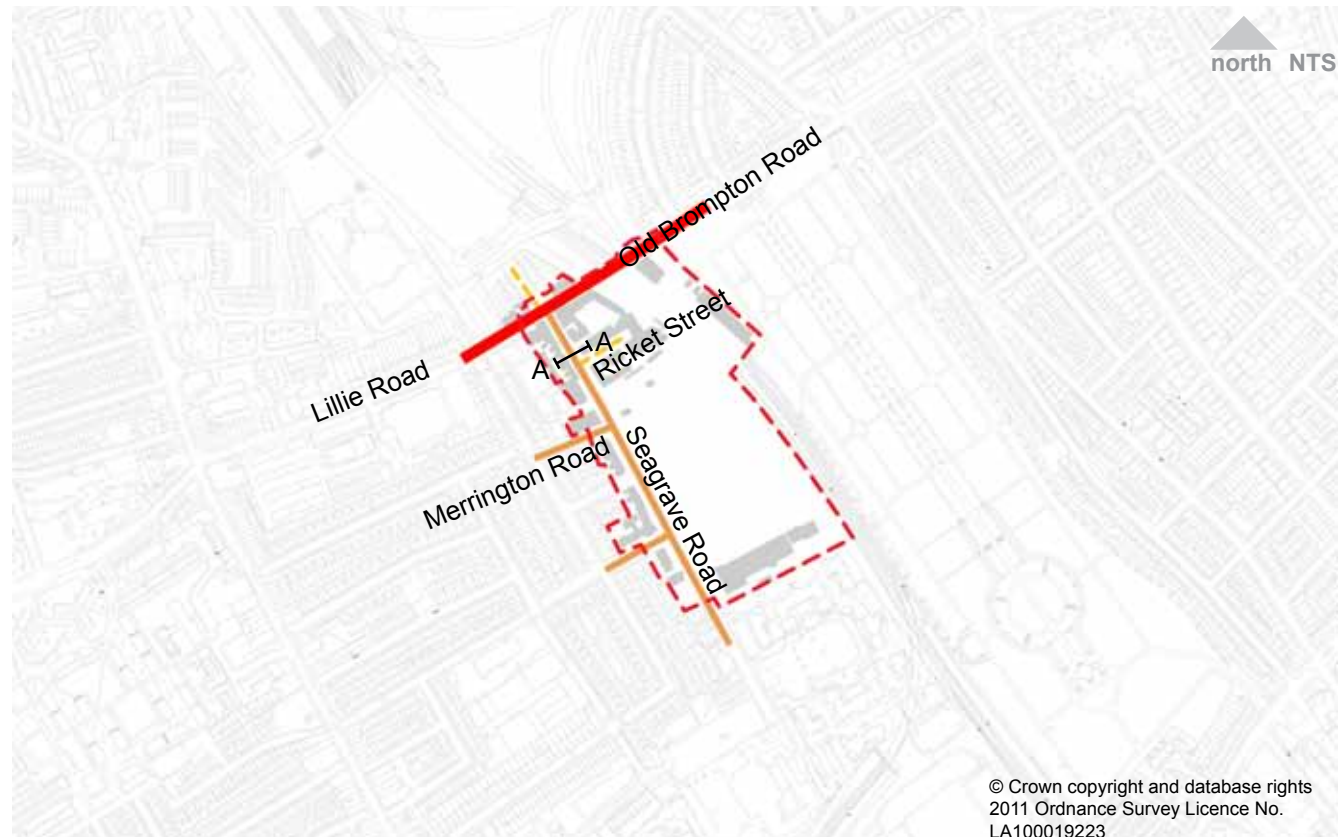 north NTS
Old Brompton Road
Ricket Street
A
A
Lillie Road
Merrington Road
Seagrave Road
© Crown copyright and database rights
2011 Ordnance Survey Licence No.
LA100019223